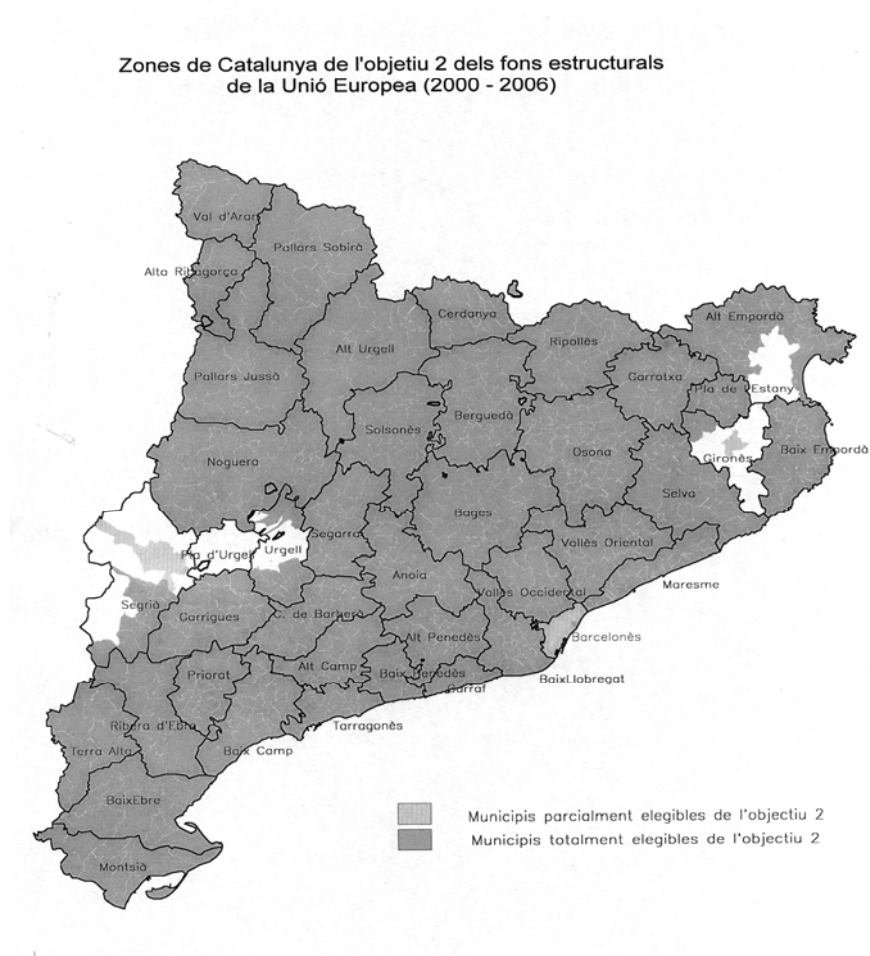 Zones de Catalunya de l'objetiu 2 dels fons estructurals
de la Unió Europea (2000 - 2006)
Val d'Aran
Pallars Sobirà
Alta Ribagorça
Cerdanya
Alt Empordà
Ripollès
Alt Urgell
Garrotxa
Pallars Jussà
Pla de l'Estany
Berguedà
Solsonès
Osona
Gironès
Baix Empordà
Noguera
Selva
Bages
Segarra
Vallès Oriental
Pla d'Urgell
Urgell
Anoia
Maresme
Vallès Occidental
Segrià
Garrigues
C. de Barberà
Alt Penedès
Barcelonès
Alt Camp
Priorat
Baix Penedès
BaixLlobregat
Garraf
Ribera d'Ebre
Tarragonès
Terra Alta
Baix Camp
BaixEbre
Municipis parcialment elegibles de l'objectiu 2
Municipis totalment elegibles de l'objectiu 2
Montsià